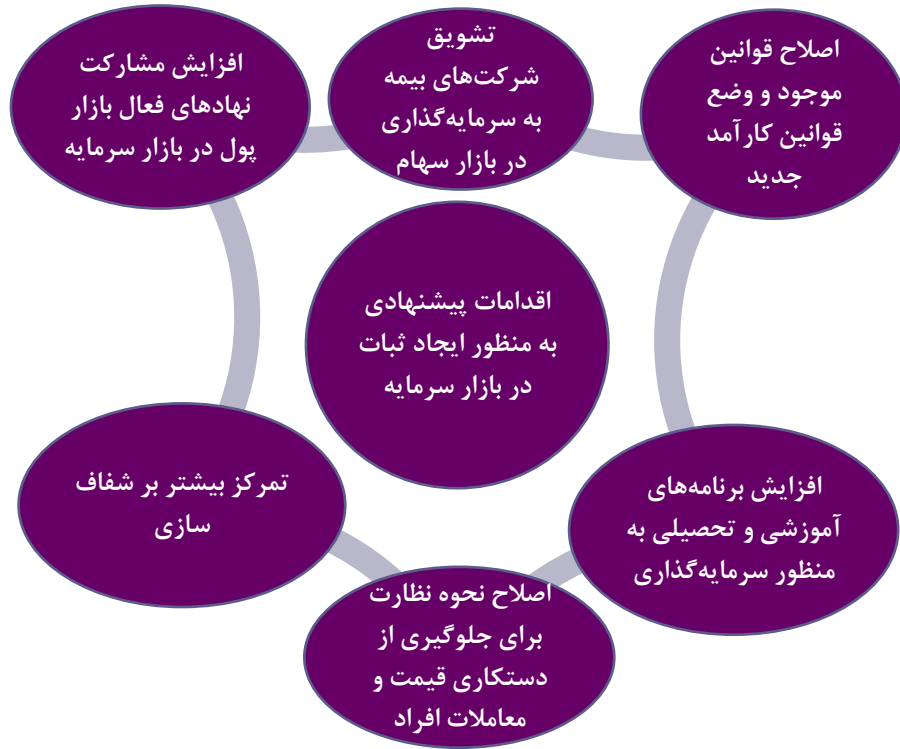 تشویق
شرکت‌های بیمه
به سرمایه‌گذاری
در بازار سهام
اصلاح قوانین
موجود و وضع
قوانین کارآمد
جدید
افزایش برنامه‌های
آموزشی و تحصیلی به
منظور سرمایه‌گذاری
اصلاح نحوه نظارت
برای جلوگیری از
دستکاری قیمت و
معاملات افراد
تمرکز بیشتر بر شفاف
سازی
افزایش مشارکت
نهادهای فعال بازار
پول در بازار سرمایه
اقدامات پیشنهادی
به منظور ایجاد ثبات
در بازار سرمایه